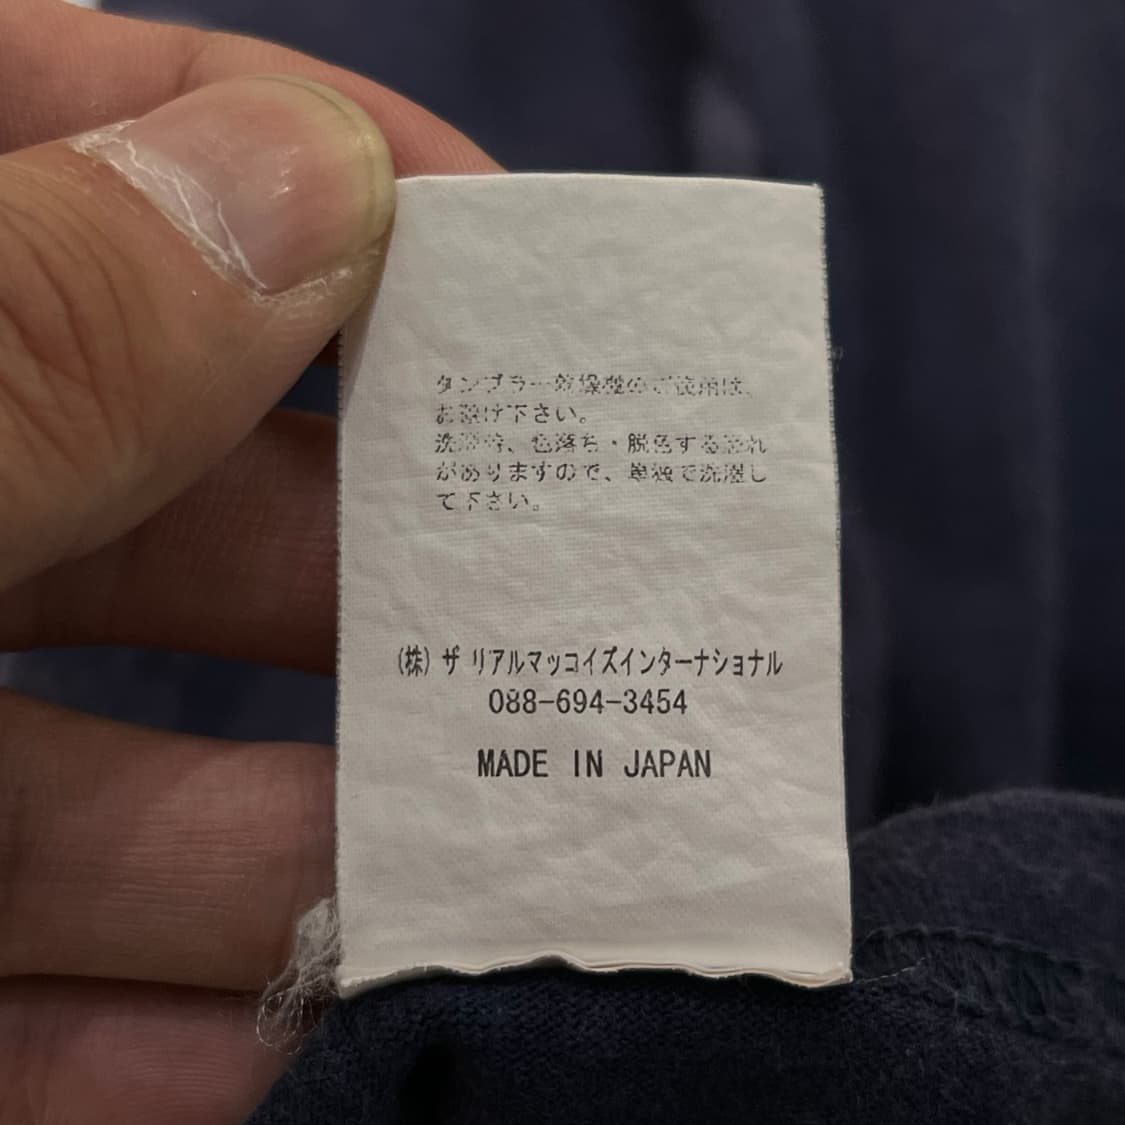 タンブラー乾燥機のご使用は、
お避け下さい。
洗濯時、色落ち・脱色する恐れ
がありますので、単独で洗濯し
て下さい。
(株) ザ リアルマッコイズインターナショナル
088-694-3454
MADE IN JAPAN